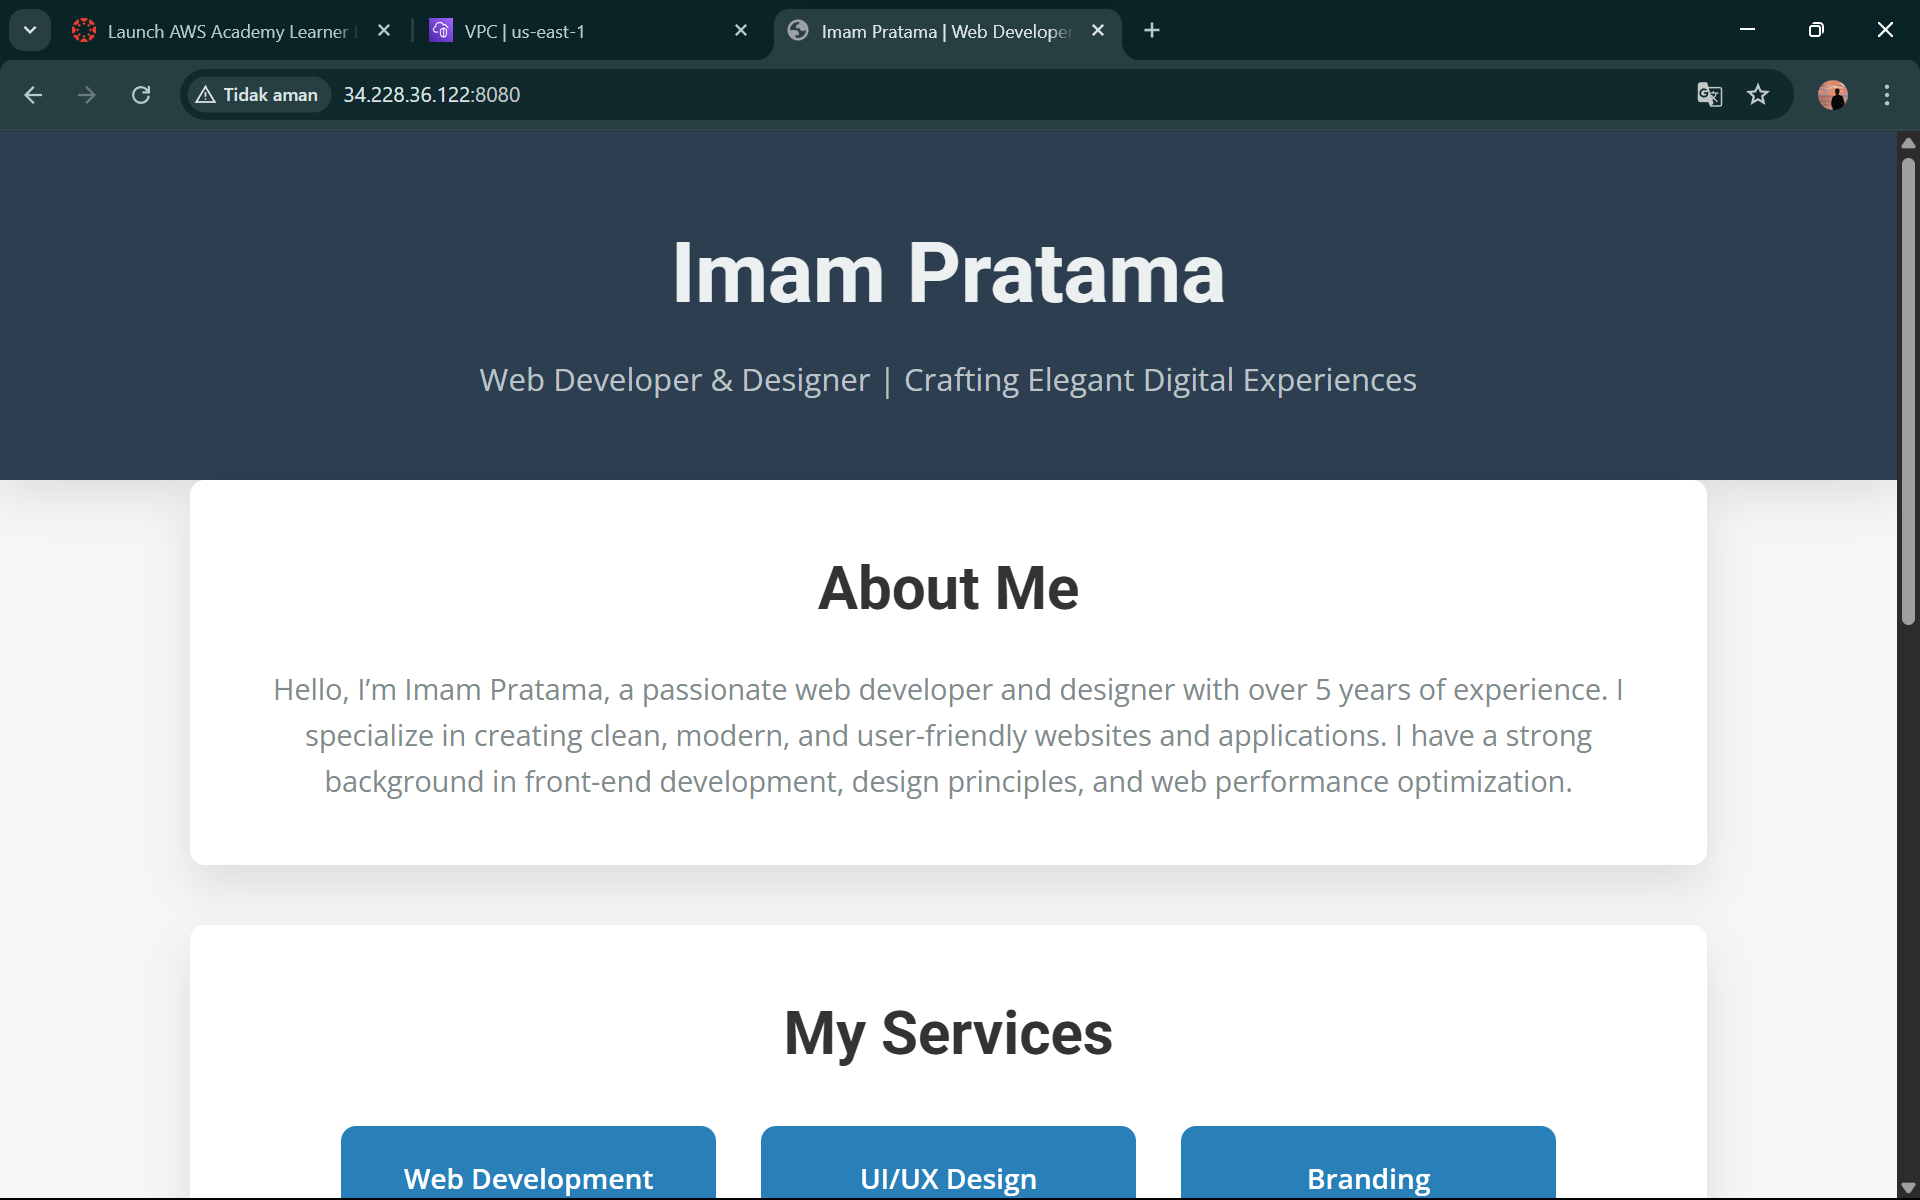 Launch AWS Academy Learner
VPC | us-east-1
Imam Pratama | Web Developer
Tidak aman
34.228.36.122:8080
Imam Pratama
Web Developer & Designer | Crafting Elegant Digital Experiences
About Me
Hello, I’m Imam Pratama, a passionate web developer and designer with over 5 years of experience. I
specialize in creating clean, modern, and user-friendly websites and applications. I have a strong
background in front-end development, design principles, and web performance optimization.
My Services
Web Development
UI/UX Design
Branding